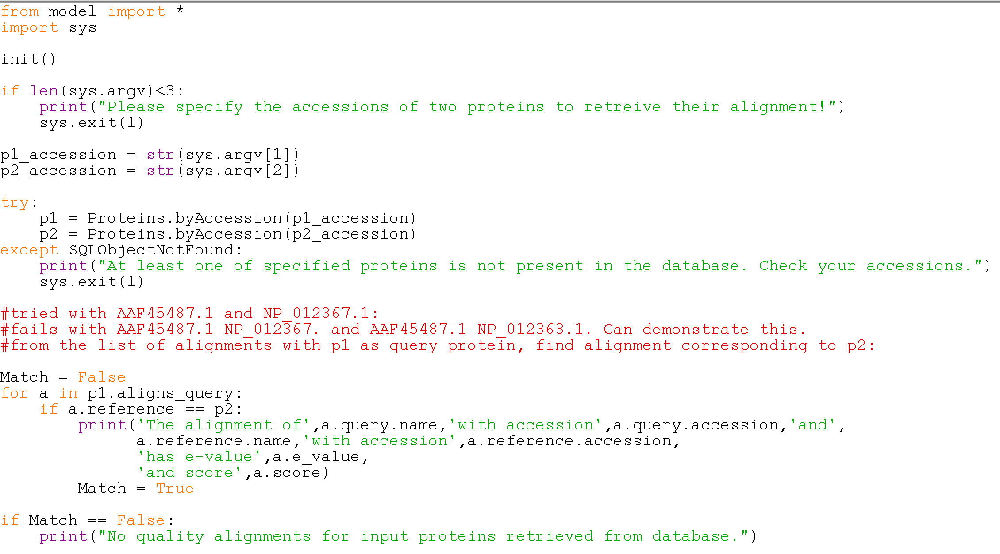 from model import *
import sys

init()

if len(sys.argv)<3:
    print("Please specify the accessions of two proteins to retreive their alignment!")
    sys.exit(1)

p1_accession = str(sys.argv[1])
p2_accession = str(sys.argv[2])

try:
    p1 = Proteins.byAccession(p1_accession)
    p2 = Proteins.byAccession(p2_accession)
except SQLObjectNotFound:
    print("At least one of specified proteins is not present in the database. Check your accessions.")
    sys.exit(1)

#tried with AAF45487.1 and NP_012367.1:
#fails with AAF45487.1 NP_012367. and AAF45487.1 NP_012363.1. Can demonstrate this.
#from the list of alignments with p1 as query protein, find alignment corresponding to p2:

Match = False
for a in p1.aligns_query:
    if a.reference == p2:
        print('The alignment of',a.query.name,'with accession',a.query.accession,'and',
              a.reference.name,'with accession',a.reference.accession,
              'has e-value',a.e_value,
              'and score',a.score)
        Match = True

if Match == False:
    print("No quality alignments for input proteins retrieved from database.")